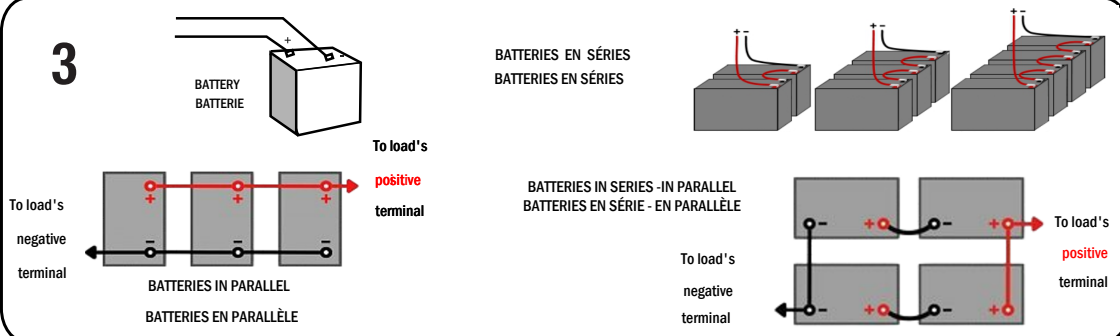 3
BATTERY
BATTERIE
+
-
BATTERIES EN SÉRIES
BATTERIES EN SÉRIES
+ -
+ -
+ -
To load's
positive
terminal
+ + +
To load's
negative
terminal
- - -
BATTERIES IN PARALLEL
BATTERIES EN PARALLÈLE
BATTERIES IN SERIES -IN PARALLEL
BATTERIES EN SÉRIE - EN PARALLÈLE
- + - +
To load's
positive
terminal
To load's
negative
terminal
- + - +